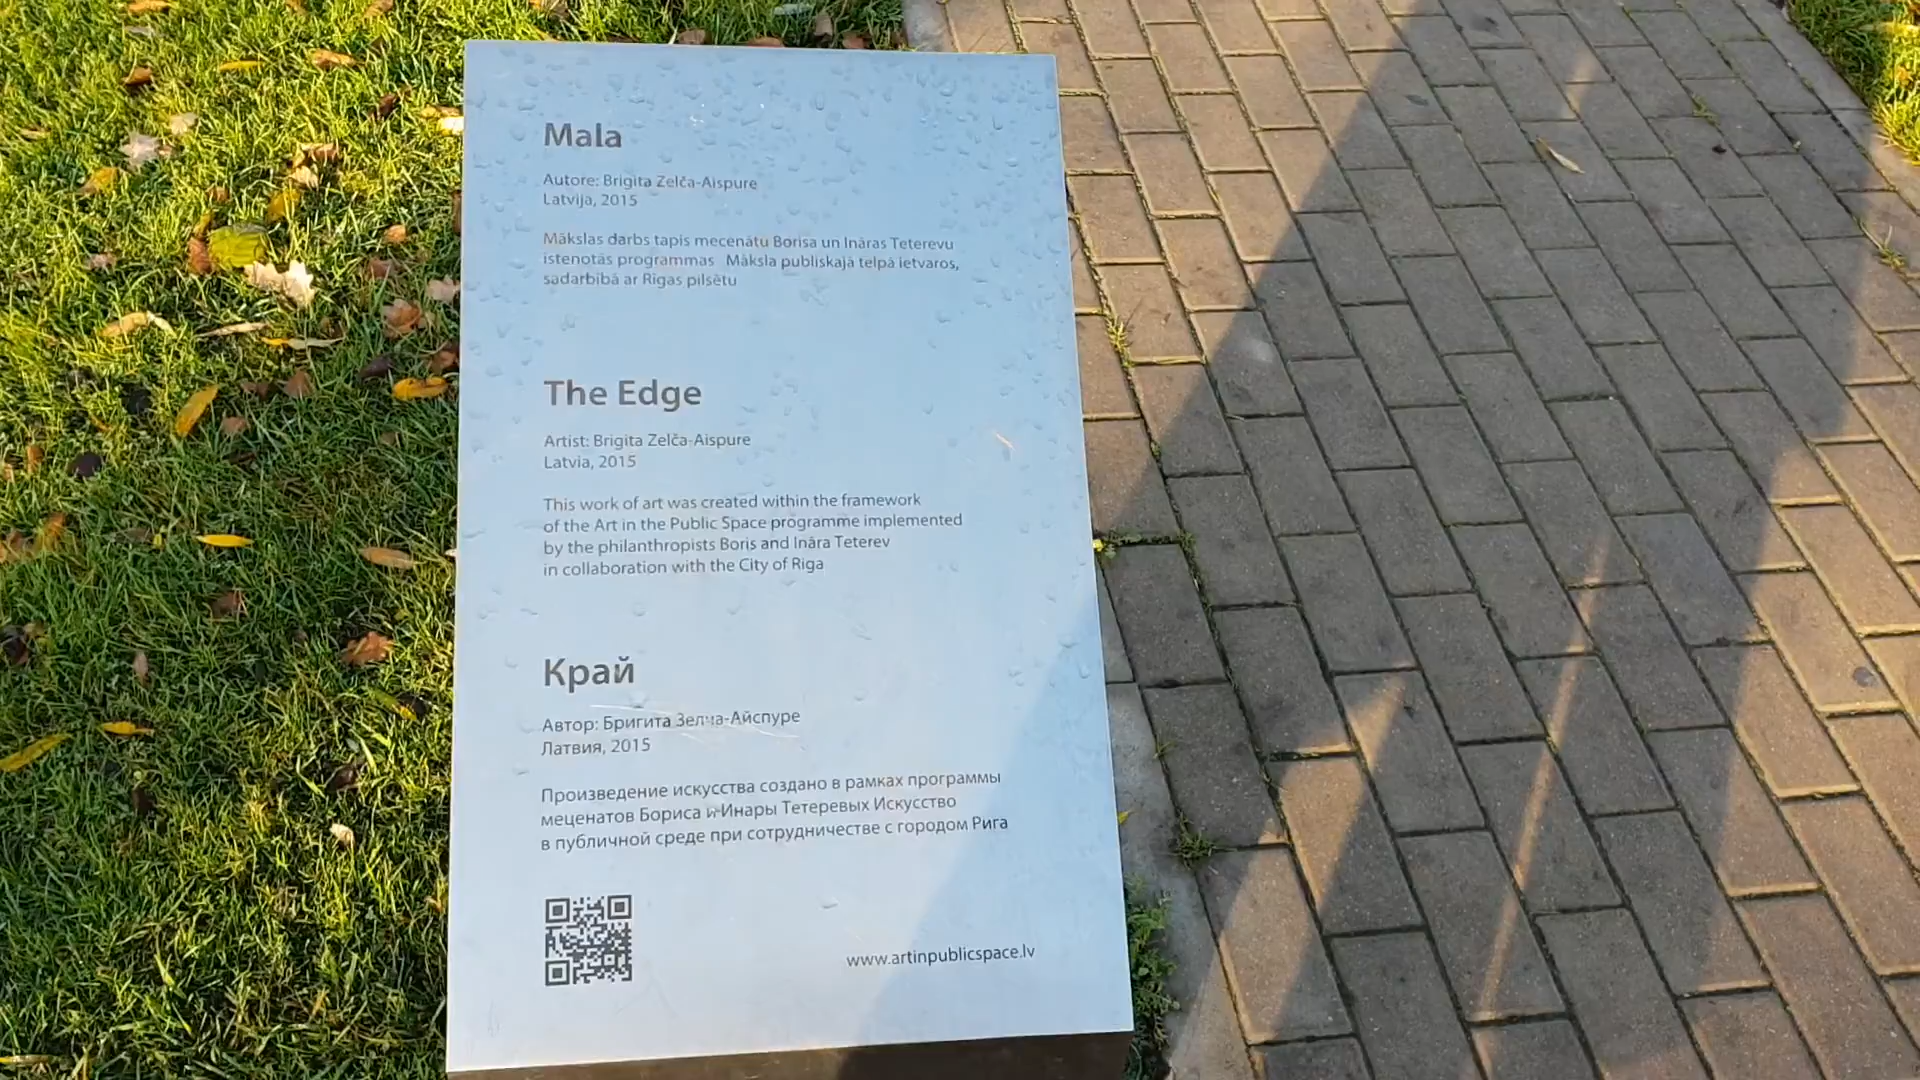 Mala
Autore: Brigita Zelča-Aispure
Latvija, 2015
Mākslas darbs tapis mecenātu Borisa un Ināras Teterevu
īstenotās programmas Māksla publiskajā telpā ietvaros,
sadarbībā ar Rīgas pilsētu
The Edge
Artist: Brigita Zelča-Aispure
Latvia, 2015
This work of art was created within the framework
of the Art in the Public Space programme implemented
by the philanthropists Boris and Ināra Teterev
in collaboration with the City of Riga
Край
Автор: Бригита Зелча-Айспуре
Латвия, 2015
Произведение искусства создано в рамках программы
меценатов Бориса и Инары Тетеревых Искусство
в публичной среде при сотрудничестве с городом Рига
www.artinpublicspace.lv